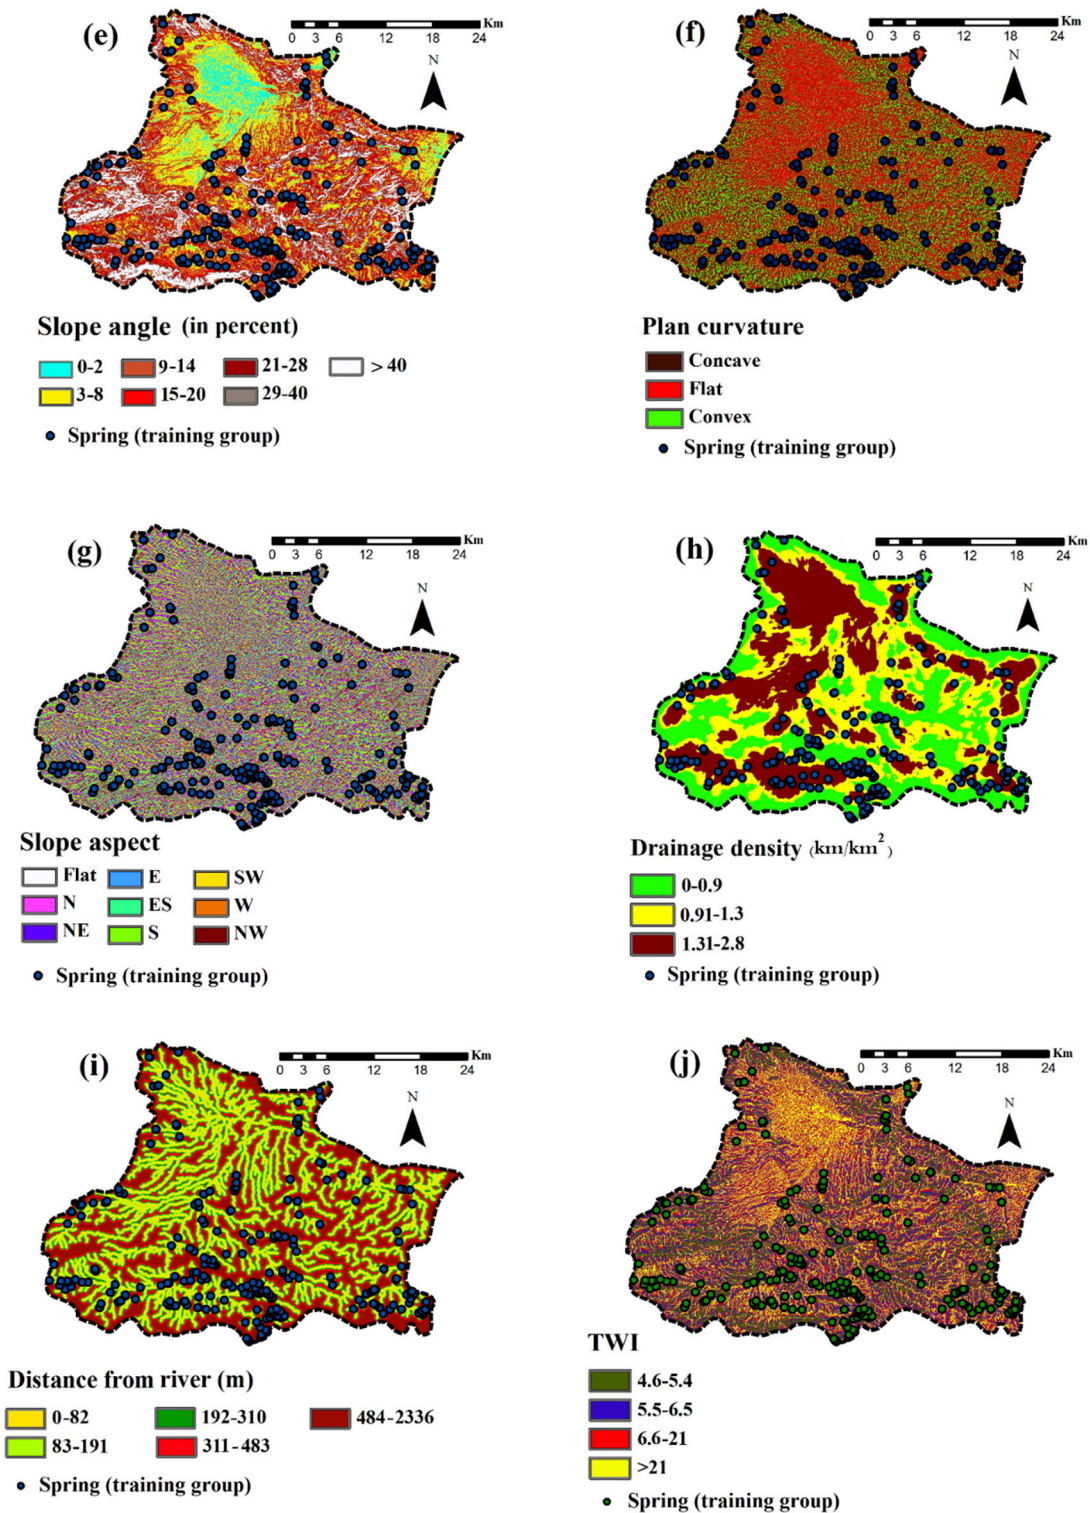 (e)
Km
0 3 6 12 18 24
N
Slope angle (in percent)
0-2 9-14 21-28 > 40
3-8 15-20 29-40
Spring (training group)
(f)
Km
0 3 6 12 18 24
N
Plan curvature
Concave
Flat
Convex
Spring (training group)
(g)
Km
0 3 6 12 18 24
N
Slope aspect
Flat E SW
N ES W
NE S NW
Spring (training group)
(h)
Km
0 3 6 12 18 24
N
Drainage density (km/km²)
0-0.9
0.91-1.3
1.31-2.8
Spring (training group)
(i)
Km
0 3 6 12 18 24
N
Distance from river (m)
0-82 192-310 484-2336
83-191 311-483
Spring (training group)
(j)
Km
0 3 6 12 18 24
N
TWI
4.6-5.4
5.5-6.5
6.6-21
>21
Spring (training group)